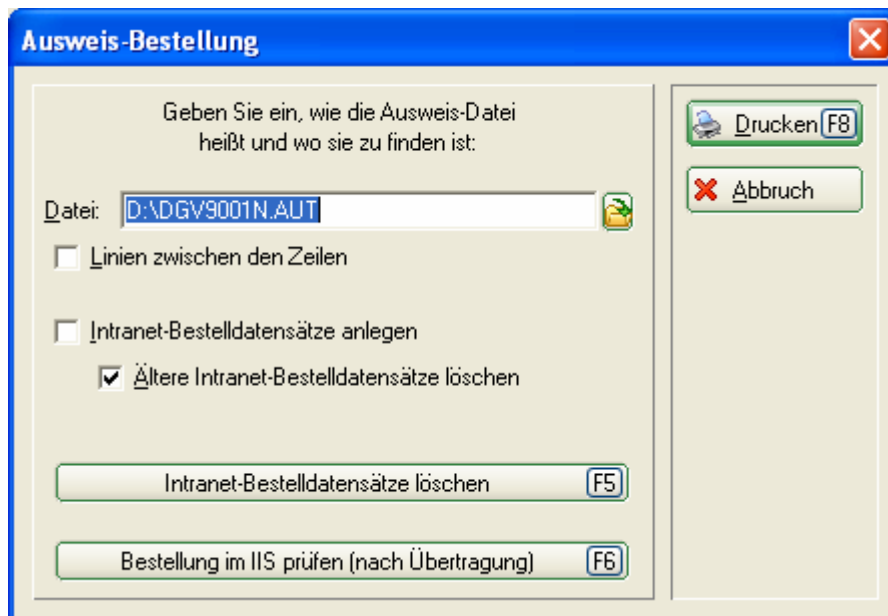 Ausweis-Bestellung
Geben Sie ein, wie die Ausweis-Datei
heißt und wo sie zu finden ist:
Datei: D:\DGV9001N.AUT
Linien zwischen den Zeilen
Intranet-Bestelldatensätze anlegen
Ältere Intranet-Bestelldatensätze löschen
Intranet-Bestelldatensätze löschen F5
Bestellung im IIS prüfen (nach Übertragung) F6
Drucken F8
Abbruch